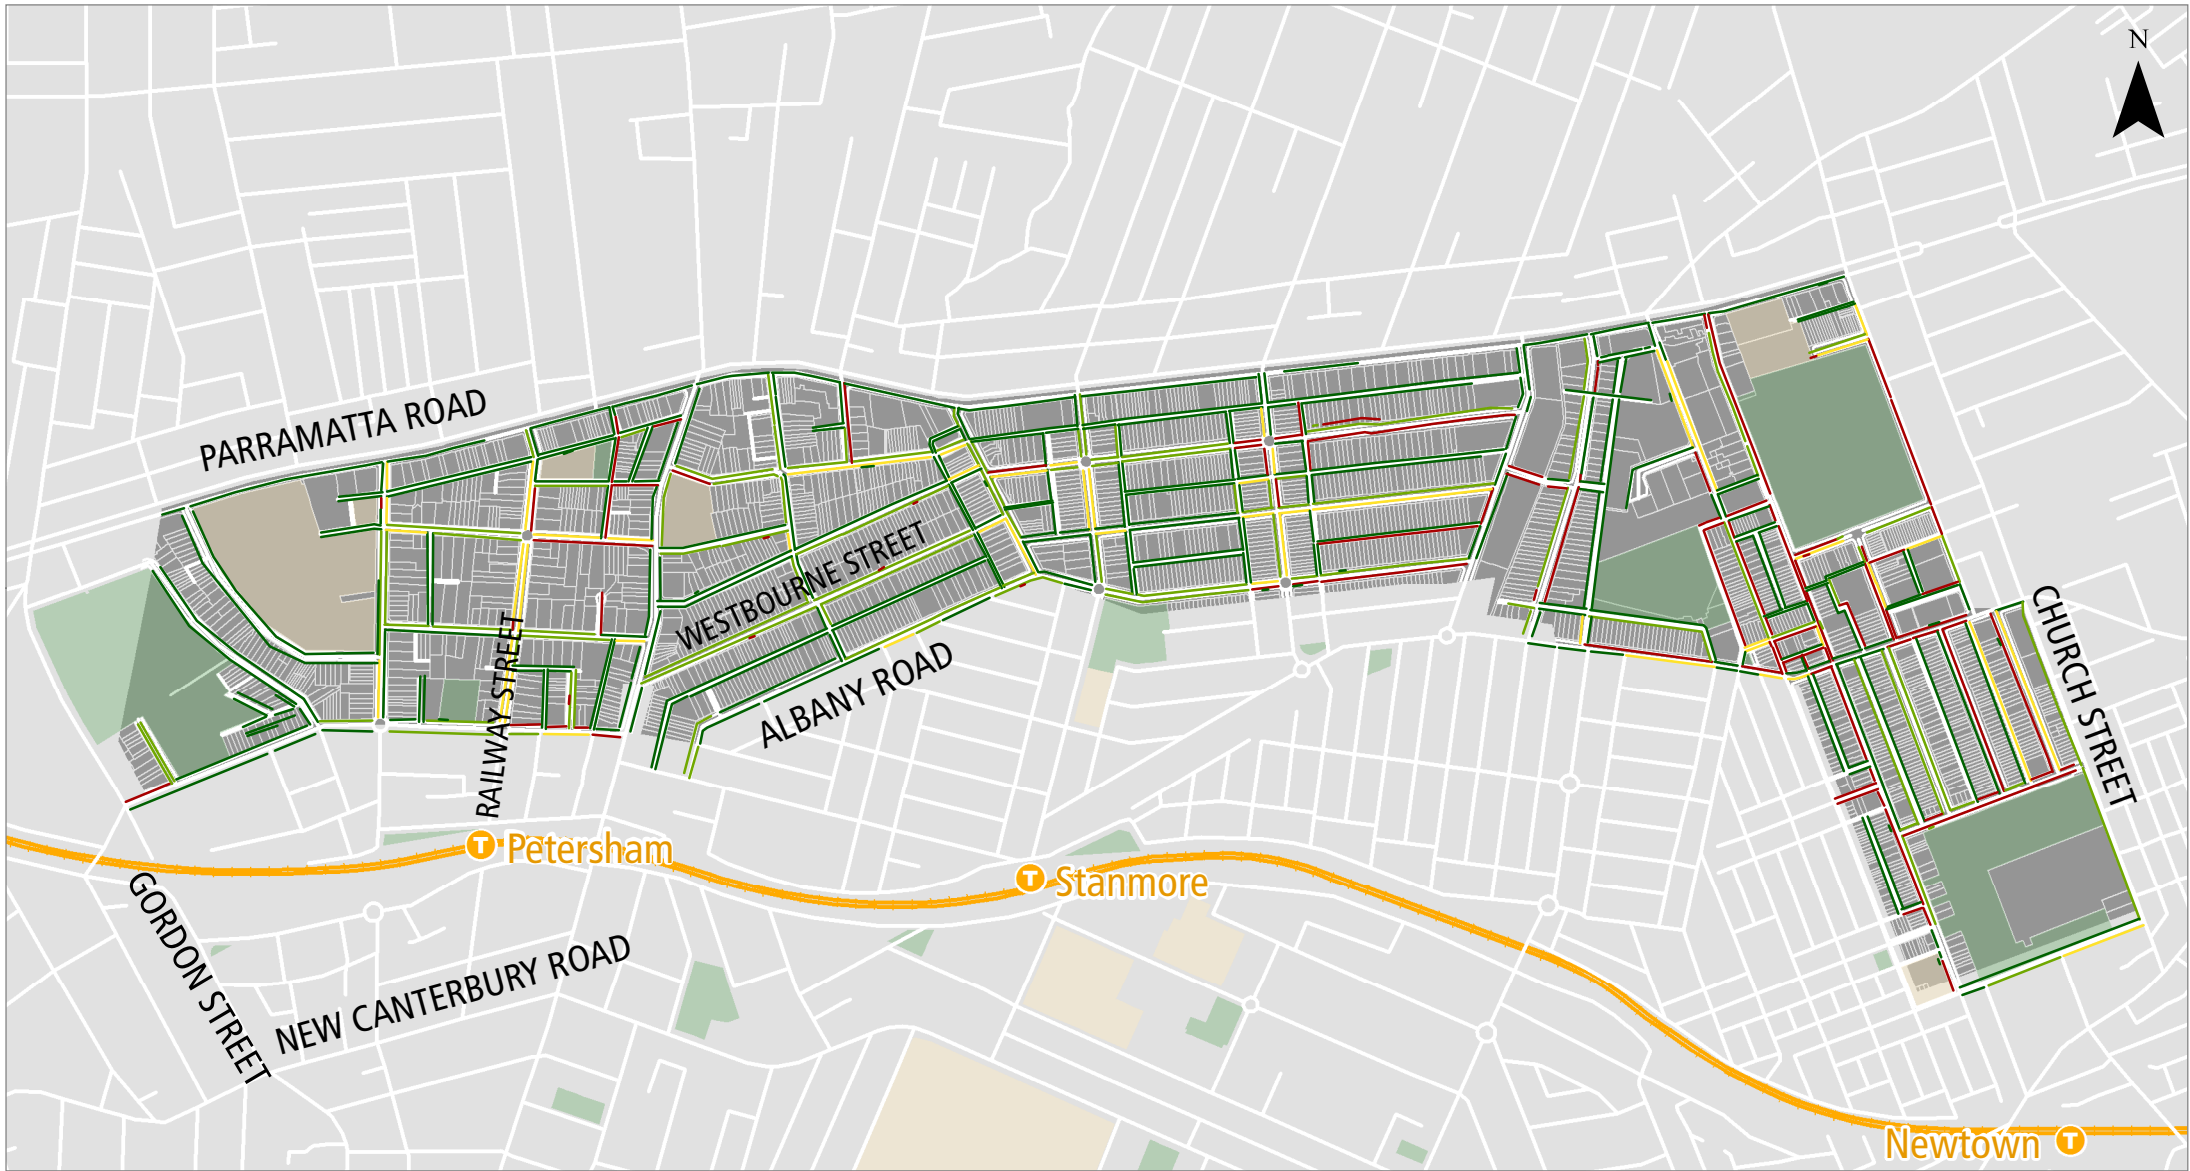 N
PARRAMATTA ROAD
WESTBOURNE STREET
CHURCH STREET
RAILWAY STREET
ALBANY ROAD
T Petersham
T Stanmore
GORDON STREET
NEW CANTERBURY ROAD
Newtown T